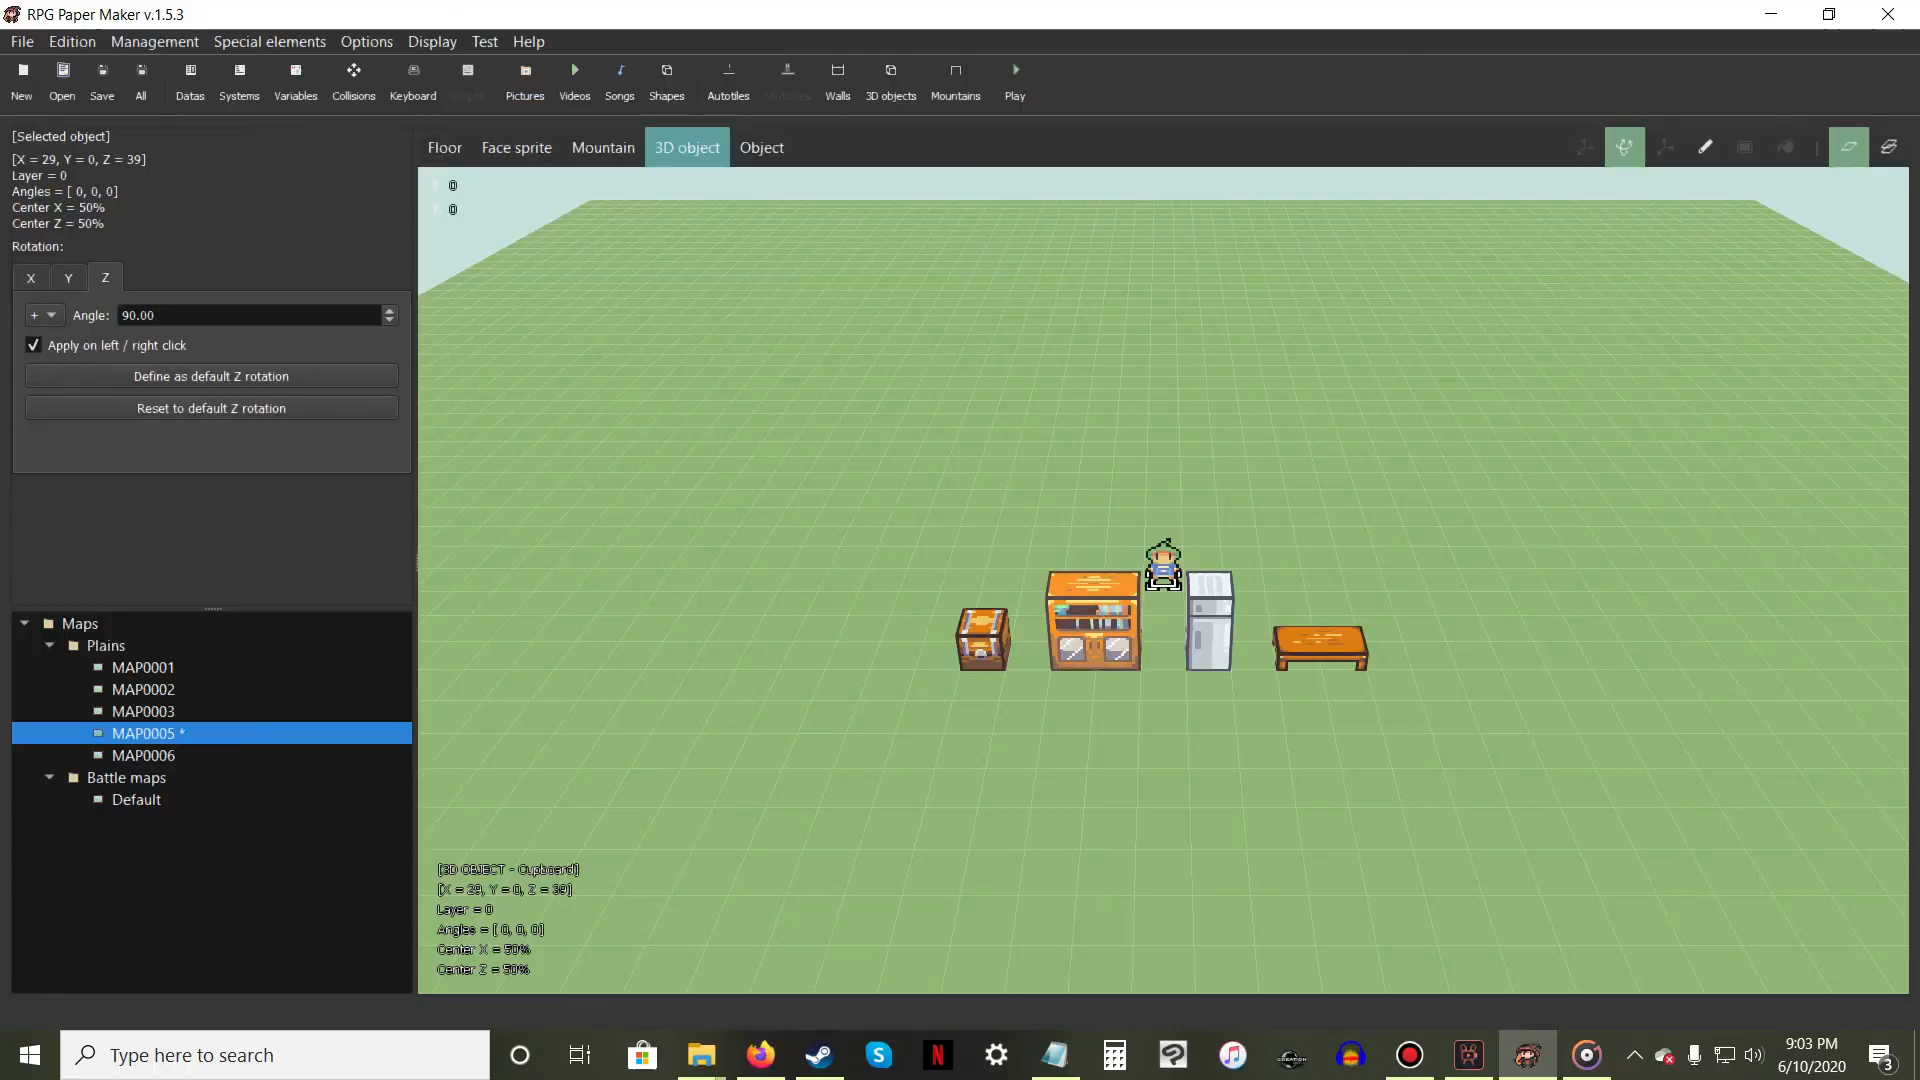 RPG Paper Maker v.1.5.3
File Edition Management Special elements Options Display Test Help
New Open Save All Datas Systems Variables Collisions Keyboard Pictures Videos Songs Shapes Autotiles Walls 3D objects Mountains Play
[Selected object]
[X = 29, Y = 0, Z = 39]
Layer = 0
Angles = [ 0, 0, 0]
Center X = 50%
Center Z = 50%
Rotation:
X Y Z
+ Angle: 90.00
Apply on left / right click
Define as default Z rotation
Reset to default Z rotation
Floor Face sprite Mountain 3D object Object
0
0
Maps
Plains
MAP0001
MAP0002
MAP0003
MAP0005 *
MAP0006
Battle maps
Default
[3D OBJECT - Cupboard]
[X = 29, Y = 0, Z = 39]
Layer = 0
Angles = [ 0, 0, 0]
Center X = 50%
Center Z = 50%
Type here to search
9:03 PM
6/10/2020
3